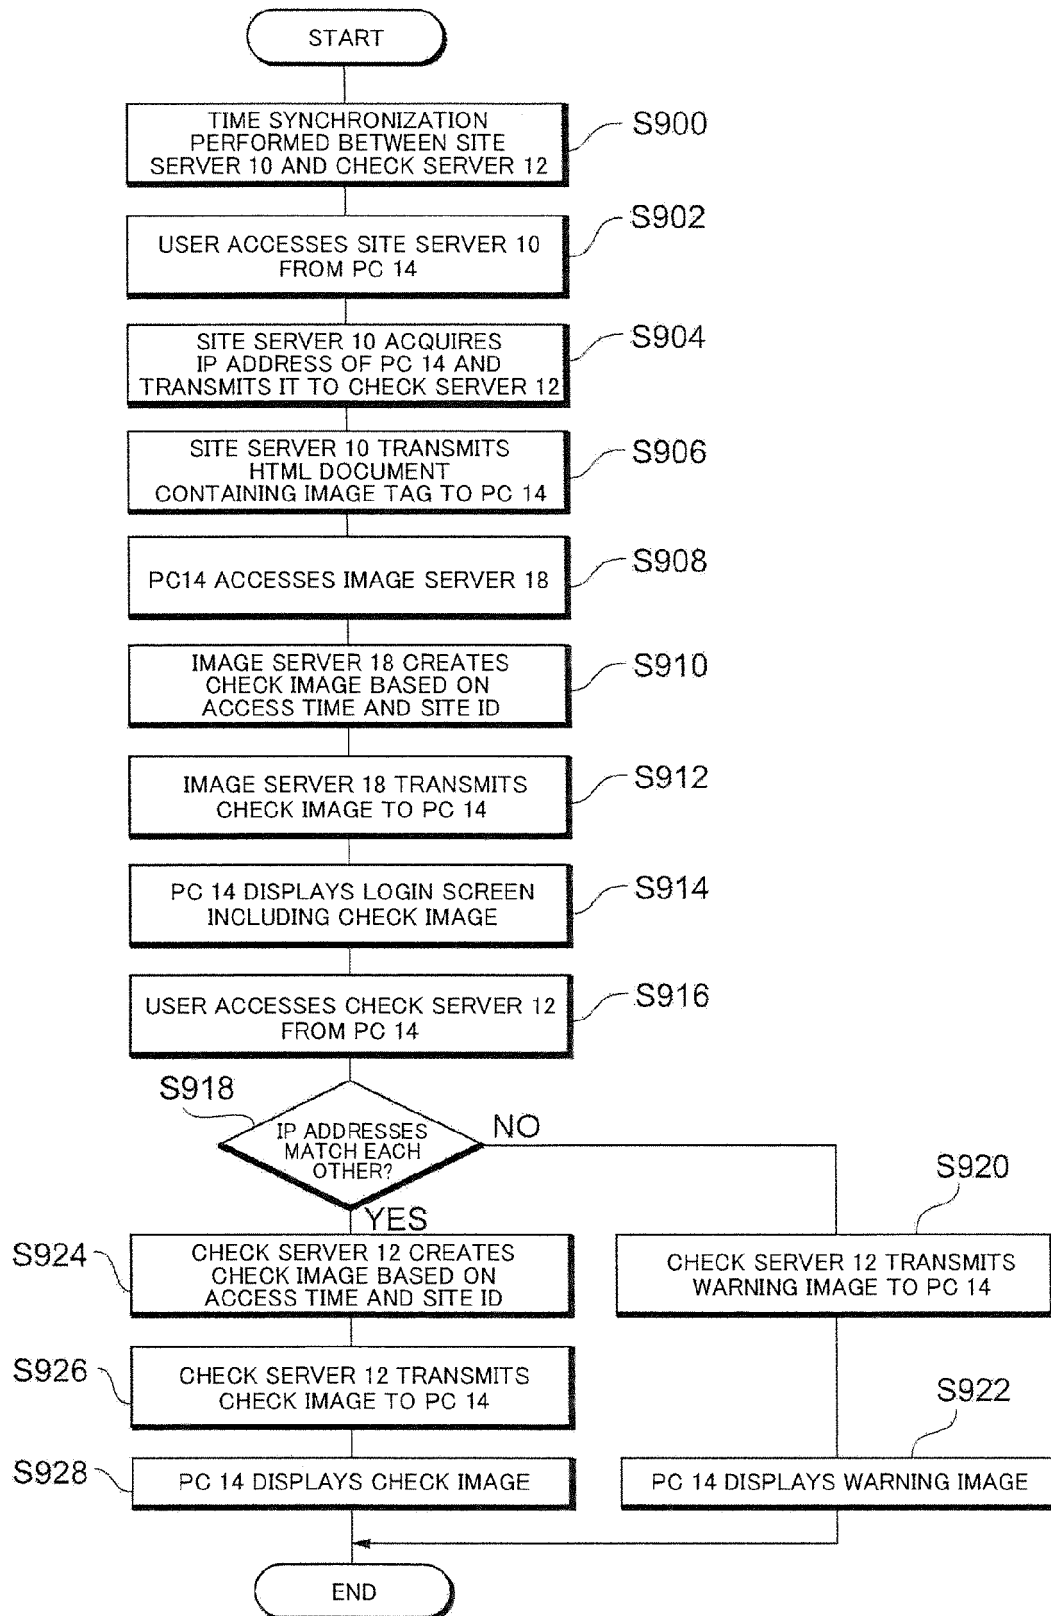 START
TIME SYNCHRONIZATION
PERFORMED BETWEEN SITE
SERVER 10 AND CHECK SERVER 12
S900
USER ACCESSES SITE SERVER 10
FROM PC 14
S902
SITE SERVER 10 ACQUIRES
IP ADDRESS OF PC 14 AND
TRANSMITS IT TO CHECK SERVER 12
S904
SITE SERVER 10 TRANSMITS
HTML DOCUMENT
CONTAINING IMAGE TAG TO PC 14
S906
PC14 ACCESSES IMAGE SERVER 18
S908
IMAGE SERVER 18 CREATES
CHECK IMAGE BASED ON
ACCESS TIME AND SITE ID
S910
IMAGE SERVER 18 TRANSMITS
CHECK IMAGE TO PC 14
S912
PC 14 DISPLAYS LOGIN SCREEN
INCLUDING CHECK IMAGE
S914
USER ACCESSES CHECK SERVER 12
FROM PC 14
S916
S918
IP ADDRESSES
MATCH EACH
OTHER?
NO
YES
S920
CHECK SERVER 12 TRANSMITS
WARNING IMAGE TO PC 14
S924
CHECK SERVER 12 CREATES
CHECK IMAGE BASED ON
ACCESS TIME AND SITE ID
S926
CHECK SERVER 12 TRANSMITS
CHECK IMAGE TO PC 14
S922
PC 14 DISPLAYS WARNING IMAGE
S928
PC 14 DISPLAYS CHECK IMAGE
END